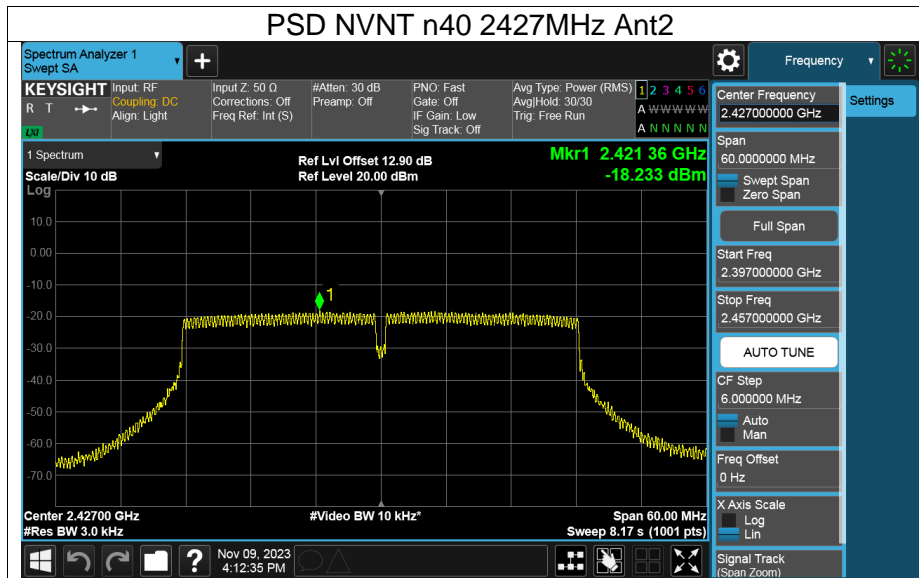 PSD NVNT n40 2427MHz Ant2
Spectrum Analyzer 1
Swept SA
+
Frequency
KEYSIGHT
R T
LXI
Input: RF
Coupling: DC
Align: Light
Input Z: 50 Ω
Corrections: Off
Freq Ref: Int (S)
#Atten: 30 dB
Preamp: Off
PNO: Fast
Gate: Off
IF Gain: Low
Sig Track: Off
Avg Type: Power (RMS)
Avg|Hold: 30/30
Trig: Free Run
1 2 3 4 5 6
A W W W W W
A N N N N N
1 Spectrum
Scale/Div 10 dB
Ref Lvl Offset 12.90 dB
Ref Level 20.00 dBm
Mkr1 2.421 36 GHz
-18.233 dBm
Log
10.0
0.00
-10.0
-20.0
-30.0
-40.0
-50.0
-60.0
-70.0
1
Center 2.42700 GHz
#Res BW 3.0 kHz
#Video BW 10 kHz*
Span 60.00 MHz
Sweep 8.17 s (1001 pts)
?
Nov 09, 2023
4:12:35 PM
Center Frequency
2.427000000 GHz
Settings
Span
60.0000000 MHz
Swept Span
Zero Span
Full Span
Start Freq
2.397000000 GHz
Stop Freq
2.457000000 GHz
AUTO TUNE
CF Step
6.000000 MHz
Auto
Man
Freq Offset
0 Hz
X Axis Scale
Log
Lin
Signal Track
(Span Zoom)